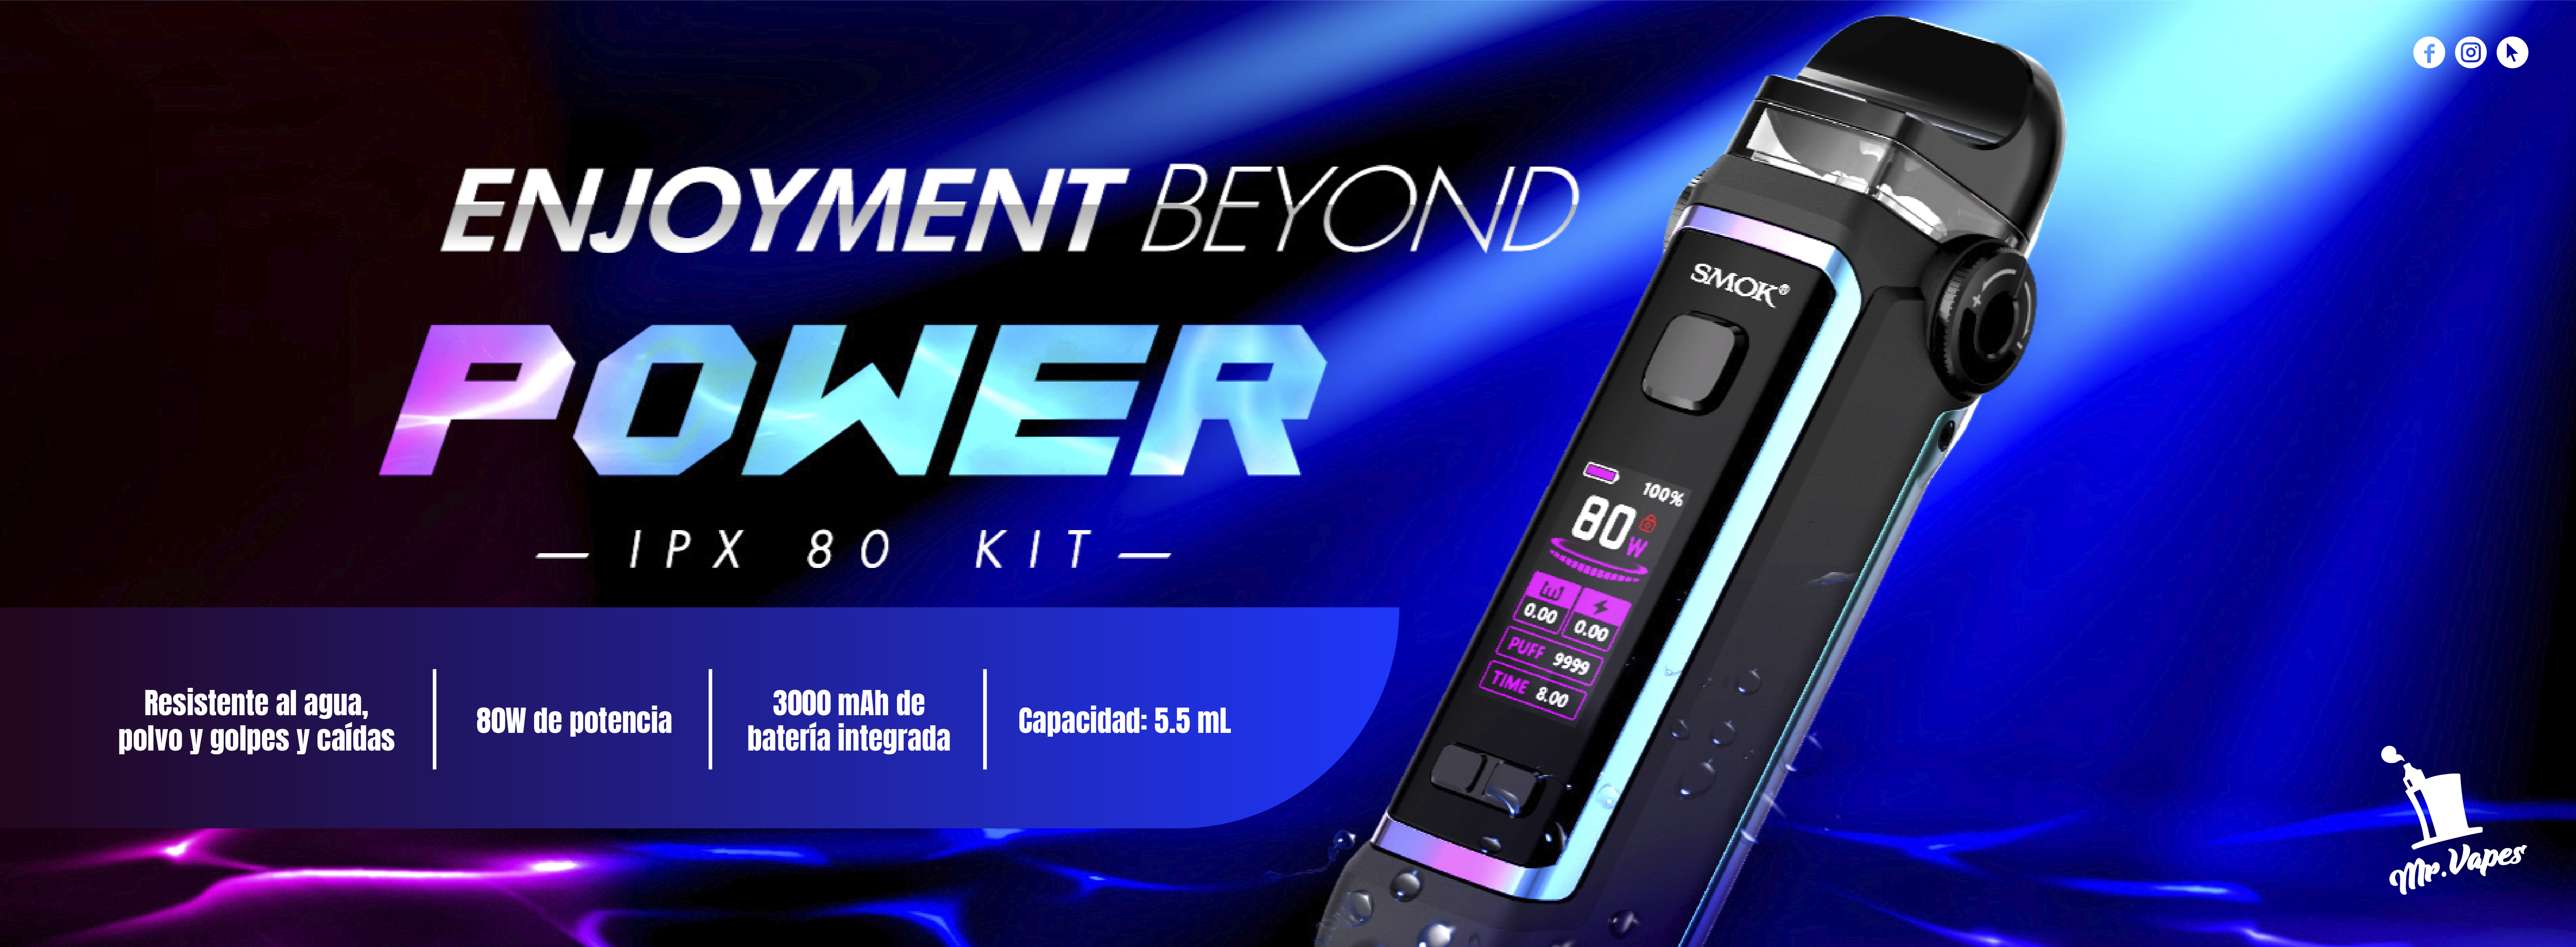 ENJOYMENT BEYOND
POWER
— IPX 80 KIT —
Resistente al agua,
polvo y golpes y caídas
80W de potencia
3000 mAh de
batería integrada
Capacidad: 5.5 mL
SMOK®
100%
80W
0.00 0.00
PUFF 9999
TIME 8.00
Mr. Vapes